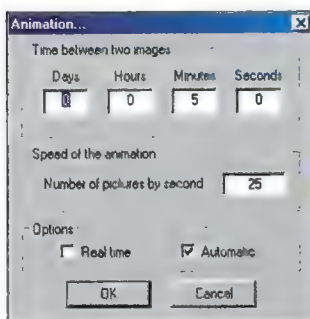 Animation...
Time between two images
Days Hours Minutes Seconds
0 0 5 0
Speed of the animation
Number of pictures by second 25
Options
Real time Automatic
OK Cancel